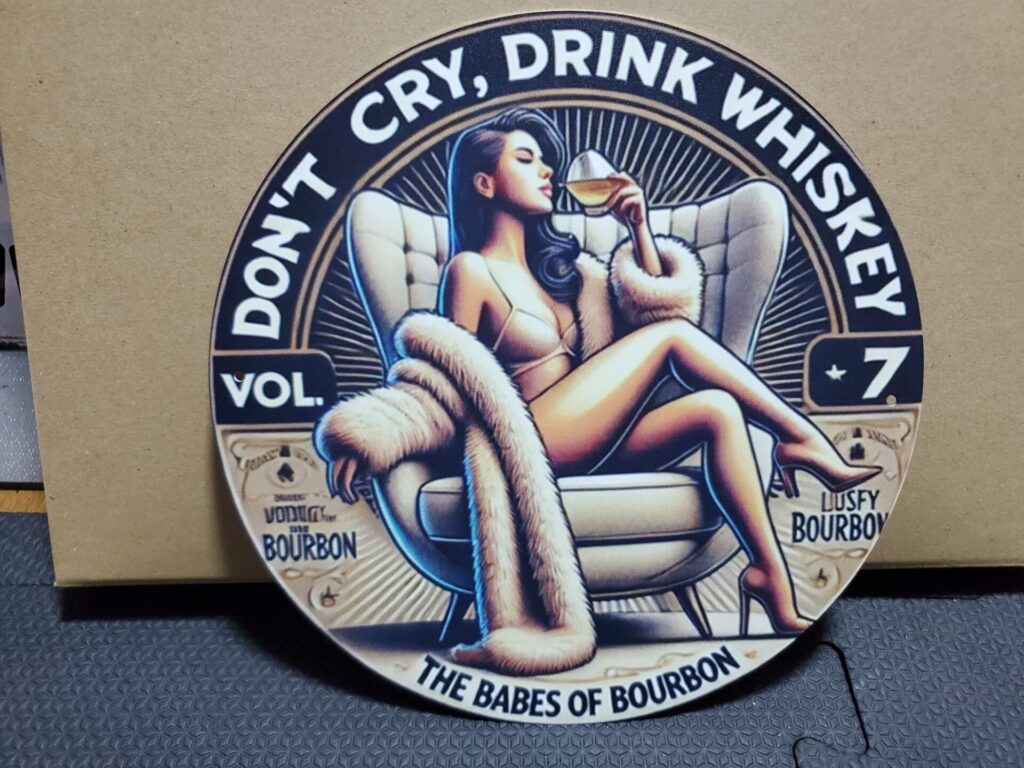 DON'T CRY, DRINK WHISKEY
VOL.
7
BOURBON
BOURBON
THE BABES OF BOURBON